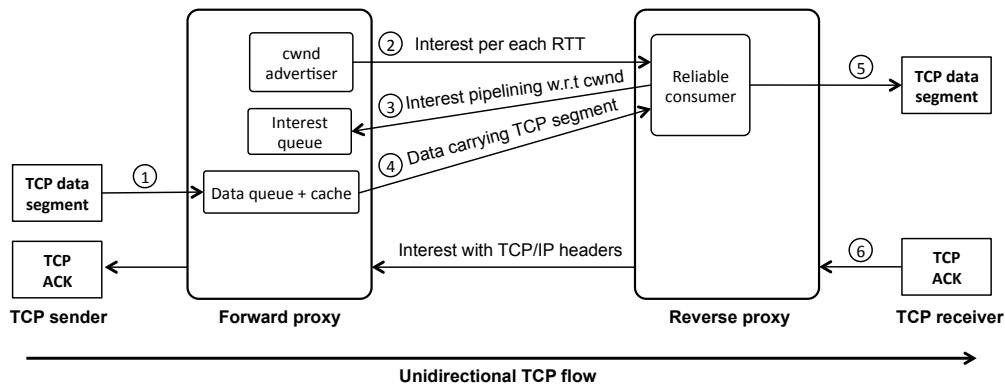 cwnd
advertiser
2
Interest per each RTT
Reliable
consumer
3
Interest pipelining w.r.t cwnd
Interest
queue
4
Data carrying TCP segment
5
TCP data
segment
TCP data
segment
1
Data queue + cache
TCP
ACK
Interest with TCP/IP headers
6
TCP
ACK
TCP sender
Forward proxy
Reverse proxy
TCP receiver
Unidirectional TCP flow